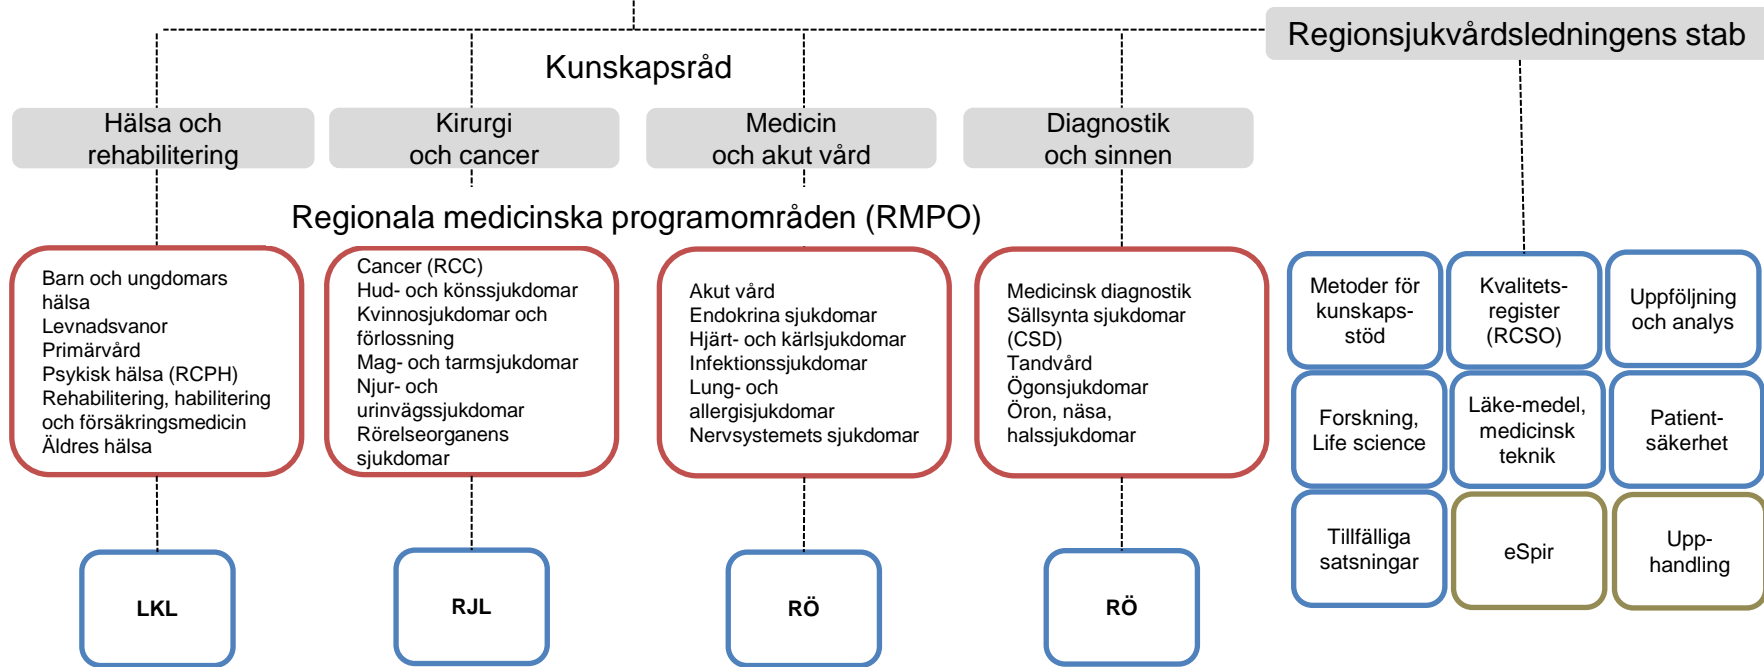 Regionsjukvårdsledningens stab
Kunskapsråd
Hälsa och
rehabilitering
Kirurgi
och cancer
Medicin
och akut vård
Diagnostik
och sinnen
Regionala medicinska programområden (RMPO)
Barn och ungdomars
hälsa
Levnadsvanor
Primärvård
Psykisk hälsa (RCPH)
Rehabilitering, habilitering
och försäkringsmedicin
Äldres hälsa
Cancer (RCC)
Hud- och könssjukdomar
Kvinnosjukdomar och
förlossning
Mag- och tarmsjukdomar
Njur- och
urinvägssjukdomar
Rörelseorganens
sjukdomar
Akut vård
Endokrina sjukdomar
Hjärt- och kärlsjukdomar
Infektionssjukdomar
Lung- och
allergisjukdomar
Nervsystemets sjukdomar
Medicinsk diagnostik
Sällsynta sjukdomar
(CSD)
Tandvård
Ögonsjukdomar
Öron, näsa,
halssjukdomar
LKL
RJL
RÖ
RÖ
Metoder för
kunskaps-
stöd
Kvalitets-
register
(RCSO)
Uppföljning
och analys
Forskning,
Life science
Läke-medel,
medicinsk
teknik
Patient-
säkerhet
Tillfälliga
satsningar
eSpir
Upp-
handling